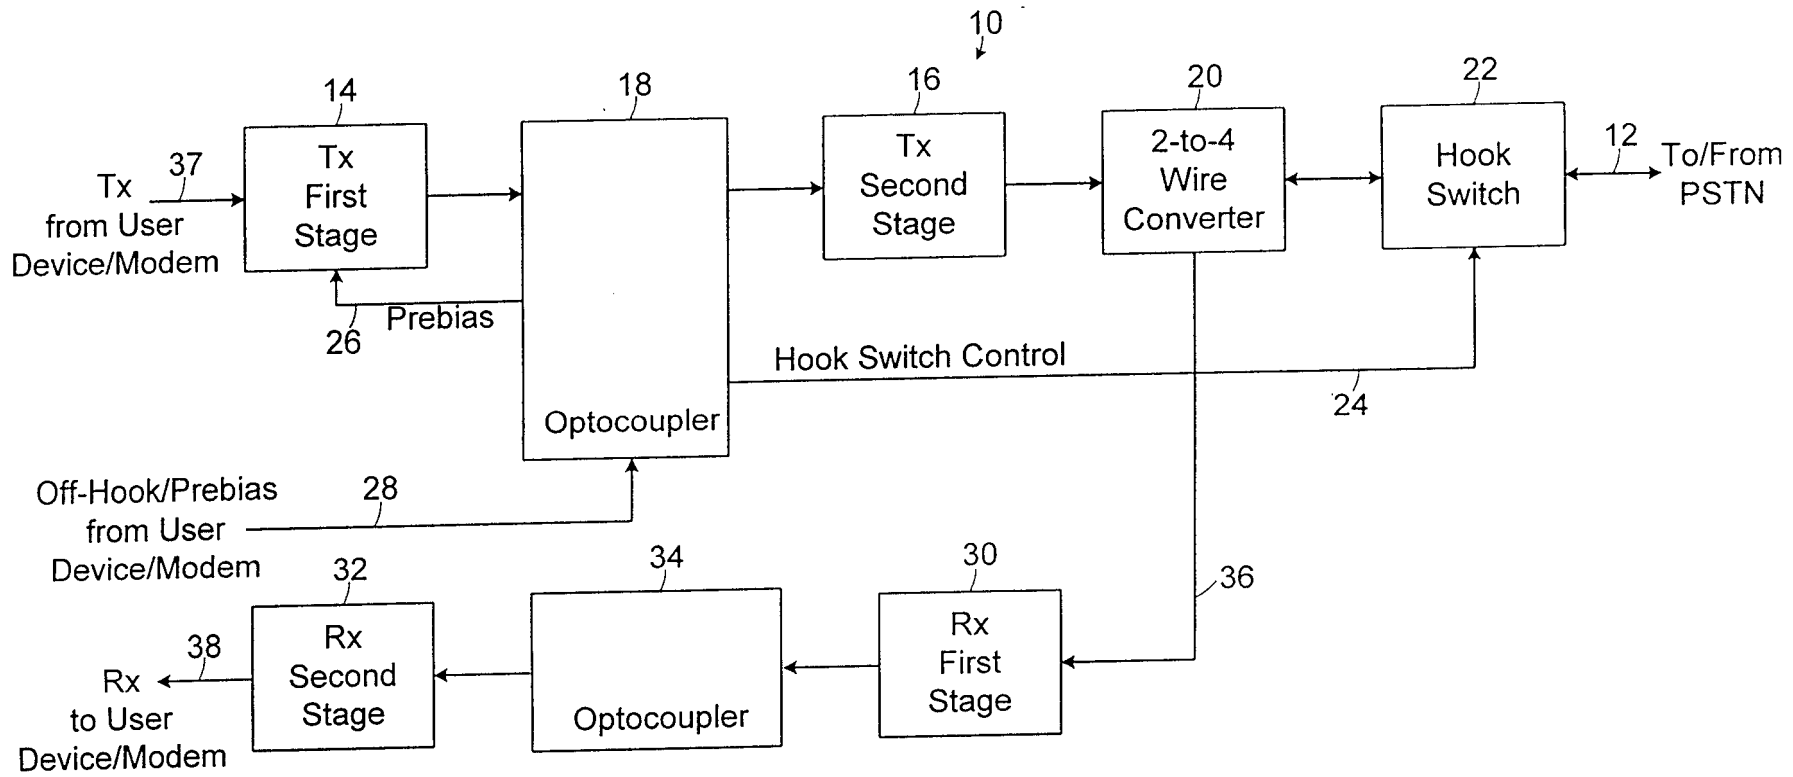 10
14
18
16
20
22
Tx
First
Stage
Tx
Second
Stage
2-to-4
Wire
Converter
Hook
Switch
12
To/From
PSTN
37
Tx
from User
Device/Modem
26
Prebias
Hook Switch Control
24
Optocoupler
Off-Hook/Prebias
from User
Device/Modem
28
32
34
30
36
Rx
Second
Stage
Optocoupler
Rx
First
Stage
38
Rx
to User
Device/Modem